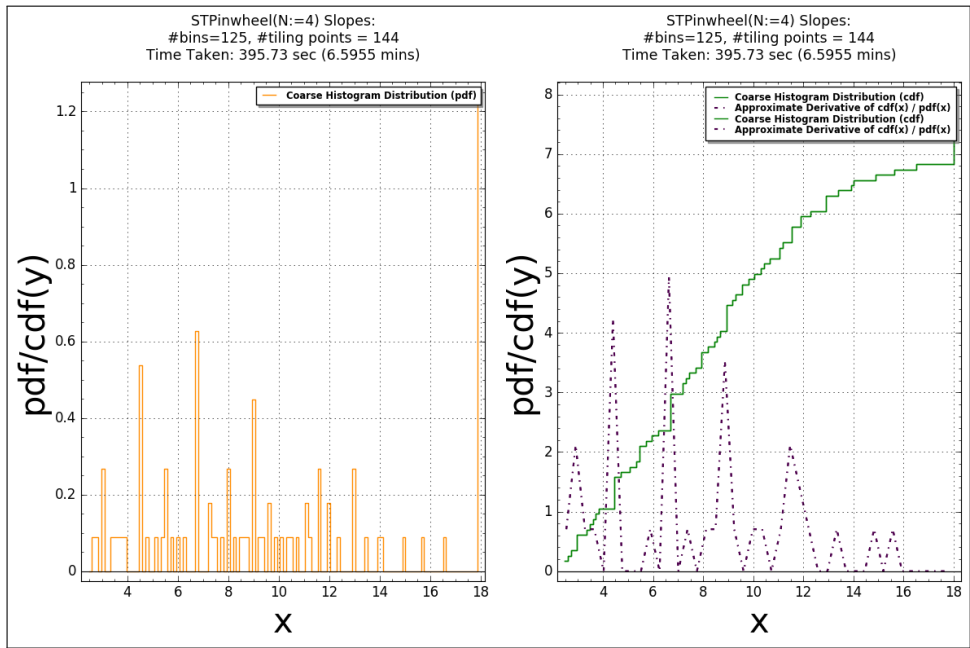 STPinwheel(N:=4) Slopes:
#bins=125, #tiling points = 144
Time Taken: 395.73 sec (6.5955 mins)
Coarse Histogram Distribution (pdf)
1.2
1
0.8
0.6
0.4
0.2
0
pdf/cdf(y)
4
6
8
10
12
14
16
18
x
STPinwheel(N:=4) Slopes:
#bins=125, #tiling points = 144
Time Taken: 395.73 sec (6.5955 mins)
Coarse Histogram Distribution (cdf)
Approximate Derivative of cdf(x) / pdf(x)
Coarse Histogram Distribution (cdf)
Approximate Derivative of cdf(x) / pdf(x)
8
7
6
5
4
3
2
1
0
pdf/cdf(y)
4
6
8
10
12
14
16
18
x